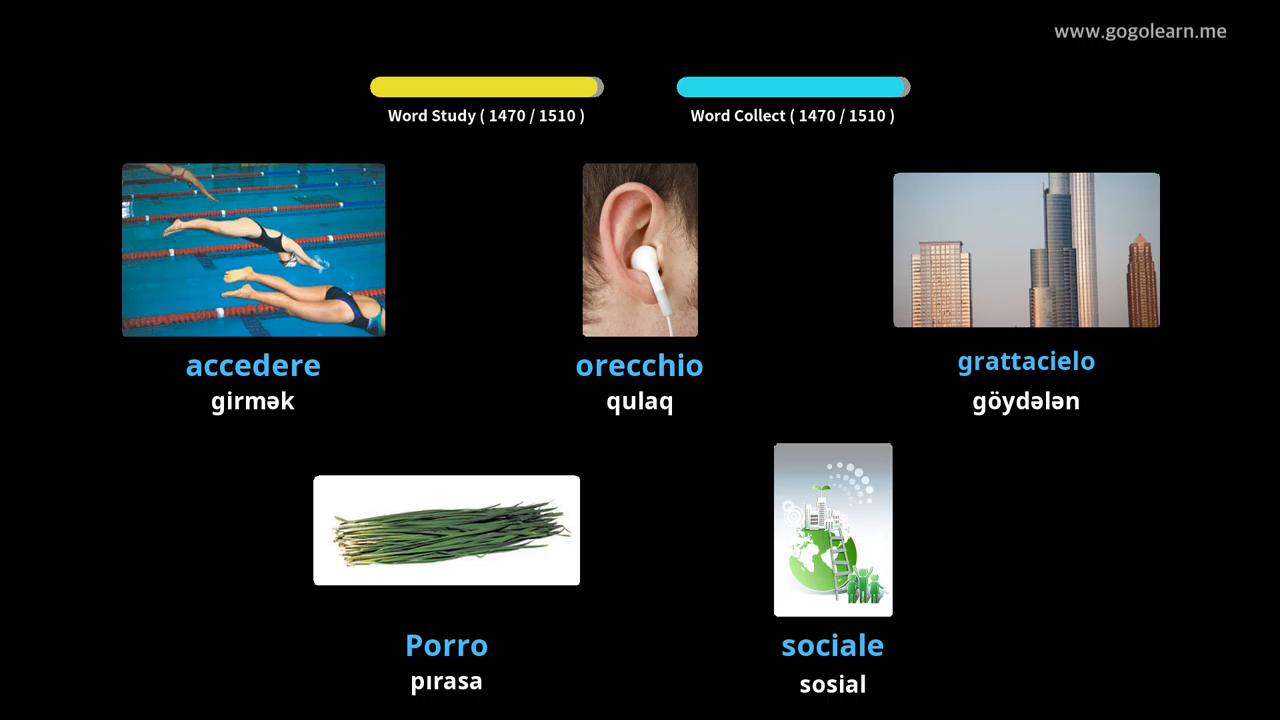 www.gogolearn.me
Word Study ( 1470 / 1510 )
Word Collect ( 1470 / 1510 )
accedere
girmək
orecchio
qulaq
grattacielo
göydələn
Porro
pırasa
sociale
sosial